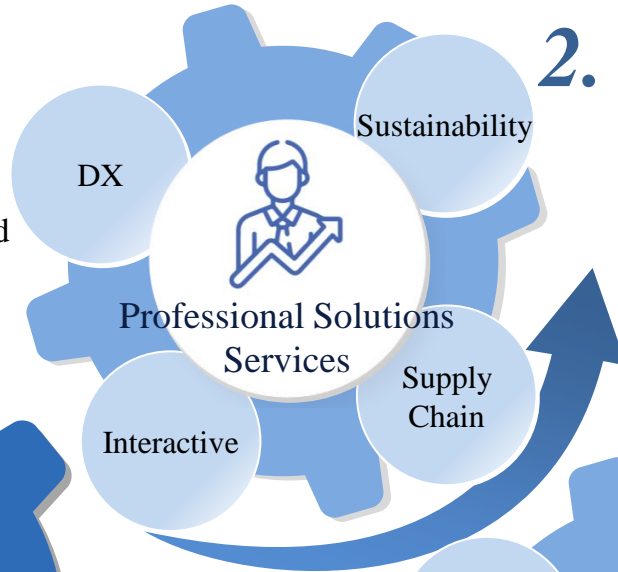 2.
Sustainability
DX
d
Professional Solutions
Services
Supply
Chain
Interactive